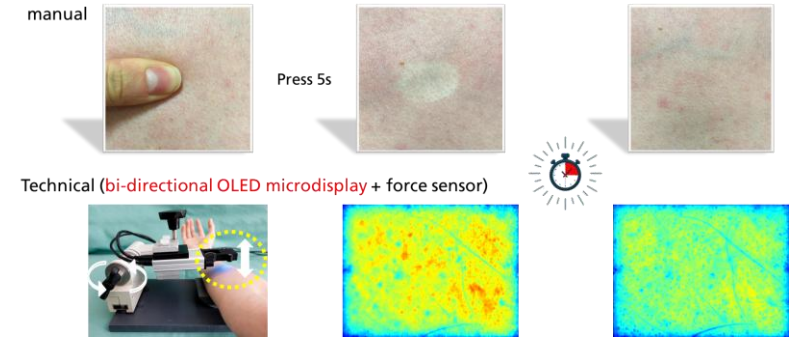 manual
Press 5s
Technical (bi-directional OLED microdisplay + force sensor)